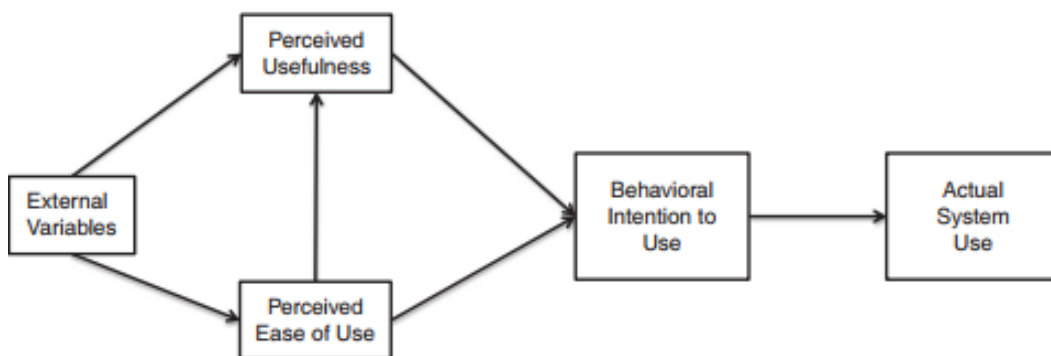 Perceived
Usefulness
External
Variables
Perceived
Ease of Use
Behavioral
Intention to
Use
Actual
System
Use